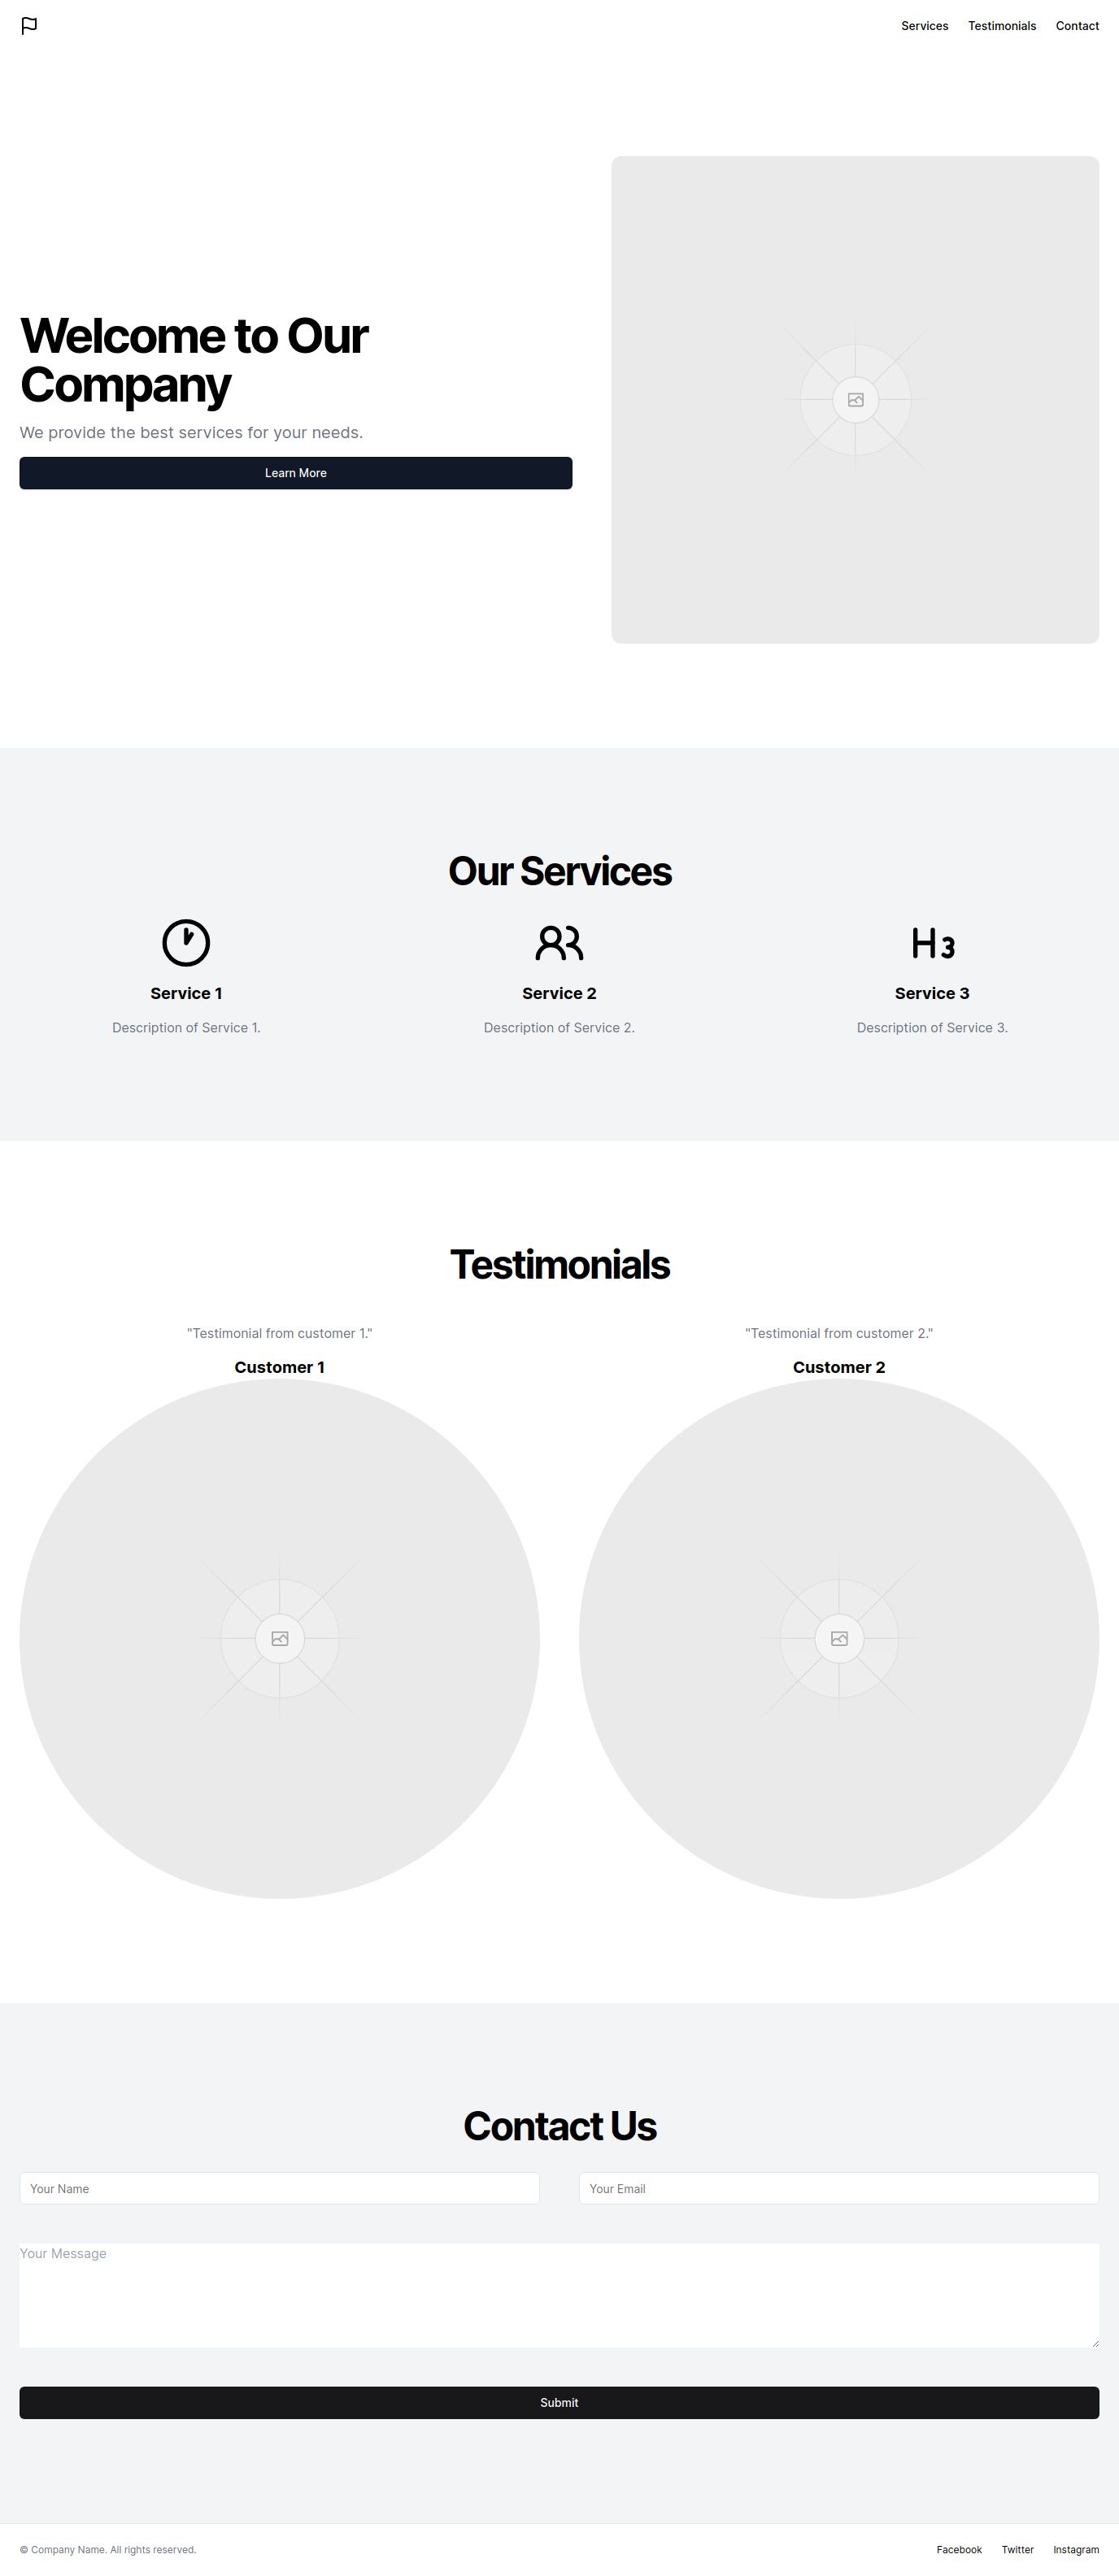 Services Testimonials Contact
Welcome to Our
Company
We provide the best services for your needs.
Learn More
Our Services
H3
Service 1 Service 2 Service 3
Description of Service 1. Description of Service 2. Description of Service 3.
Testimonials
"Testimonial from customer 1." "Testimonial from customer 2."
Customer 1 Customer 2
Contact Us
Your Name Your Email
Your Message
Submit
© Company Name. All rights reserved. Facebook Twitter Instagram